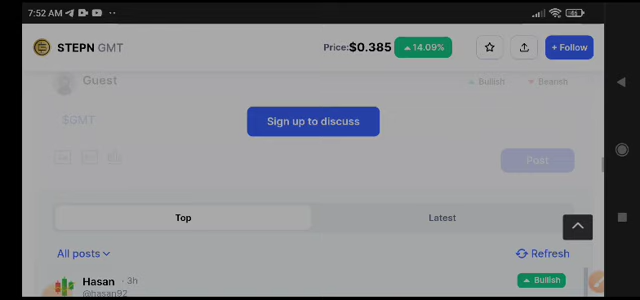 7:52 AM
STEPN GMT
Price:$0.385
14.09%
+ Follow
Guest
Bullish
Bearish
Sign up to discuss
$GMT
Post
Top
Latest
All posts
Refresh
Hasan · 3h
Bullish
@hasan92